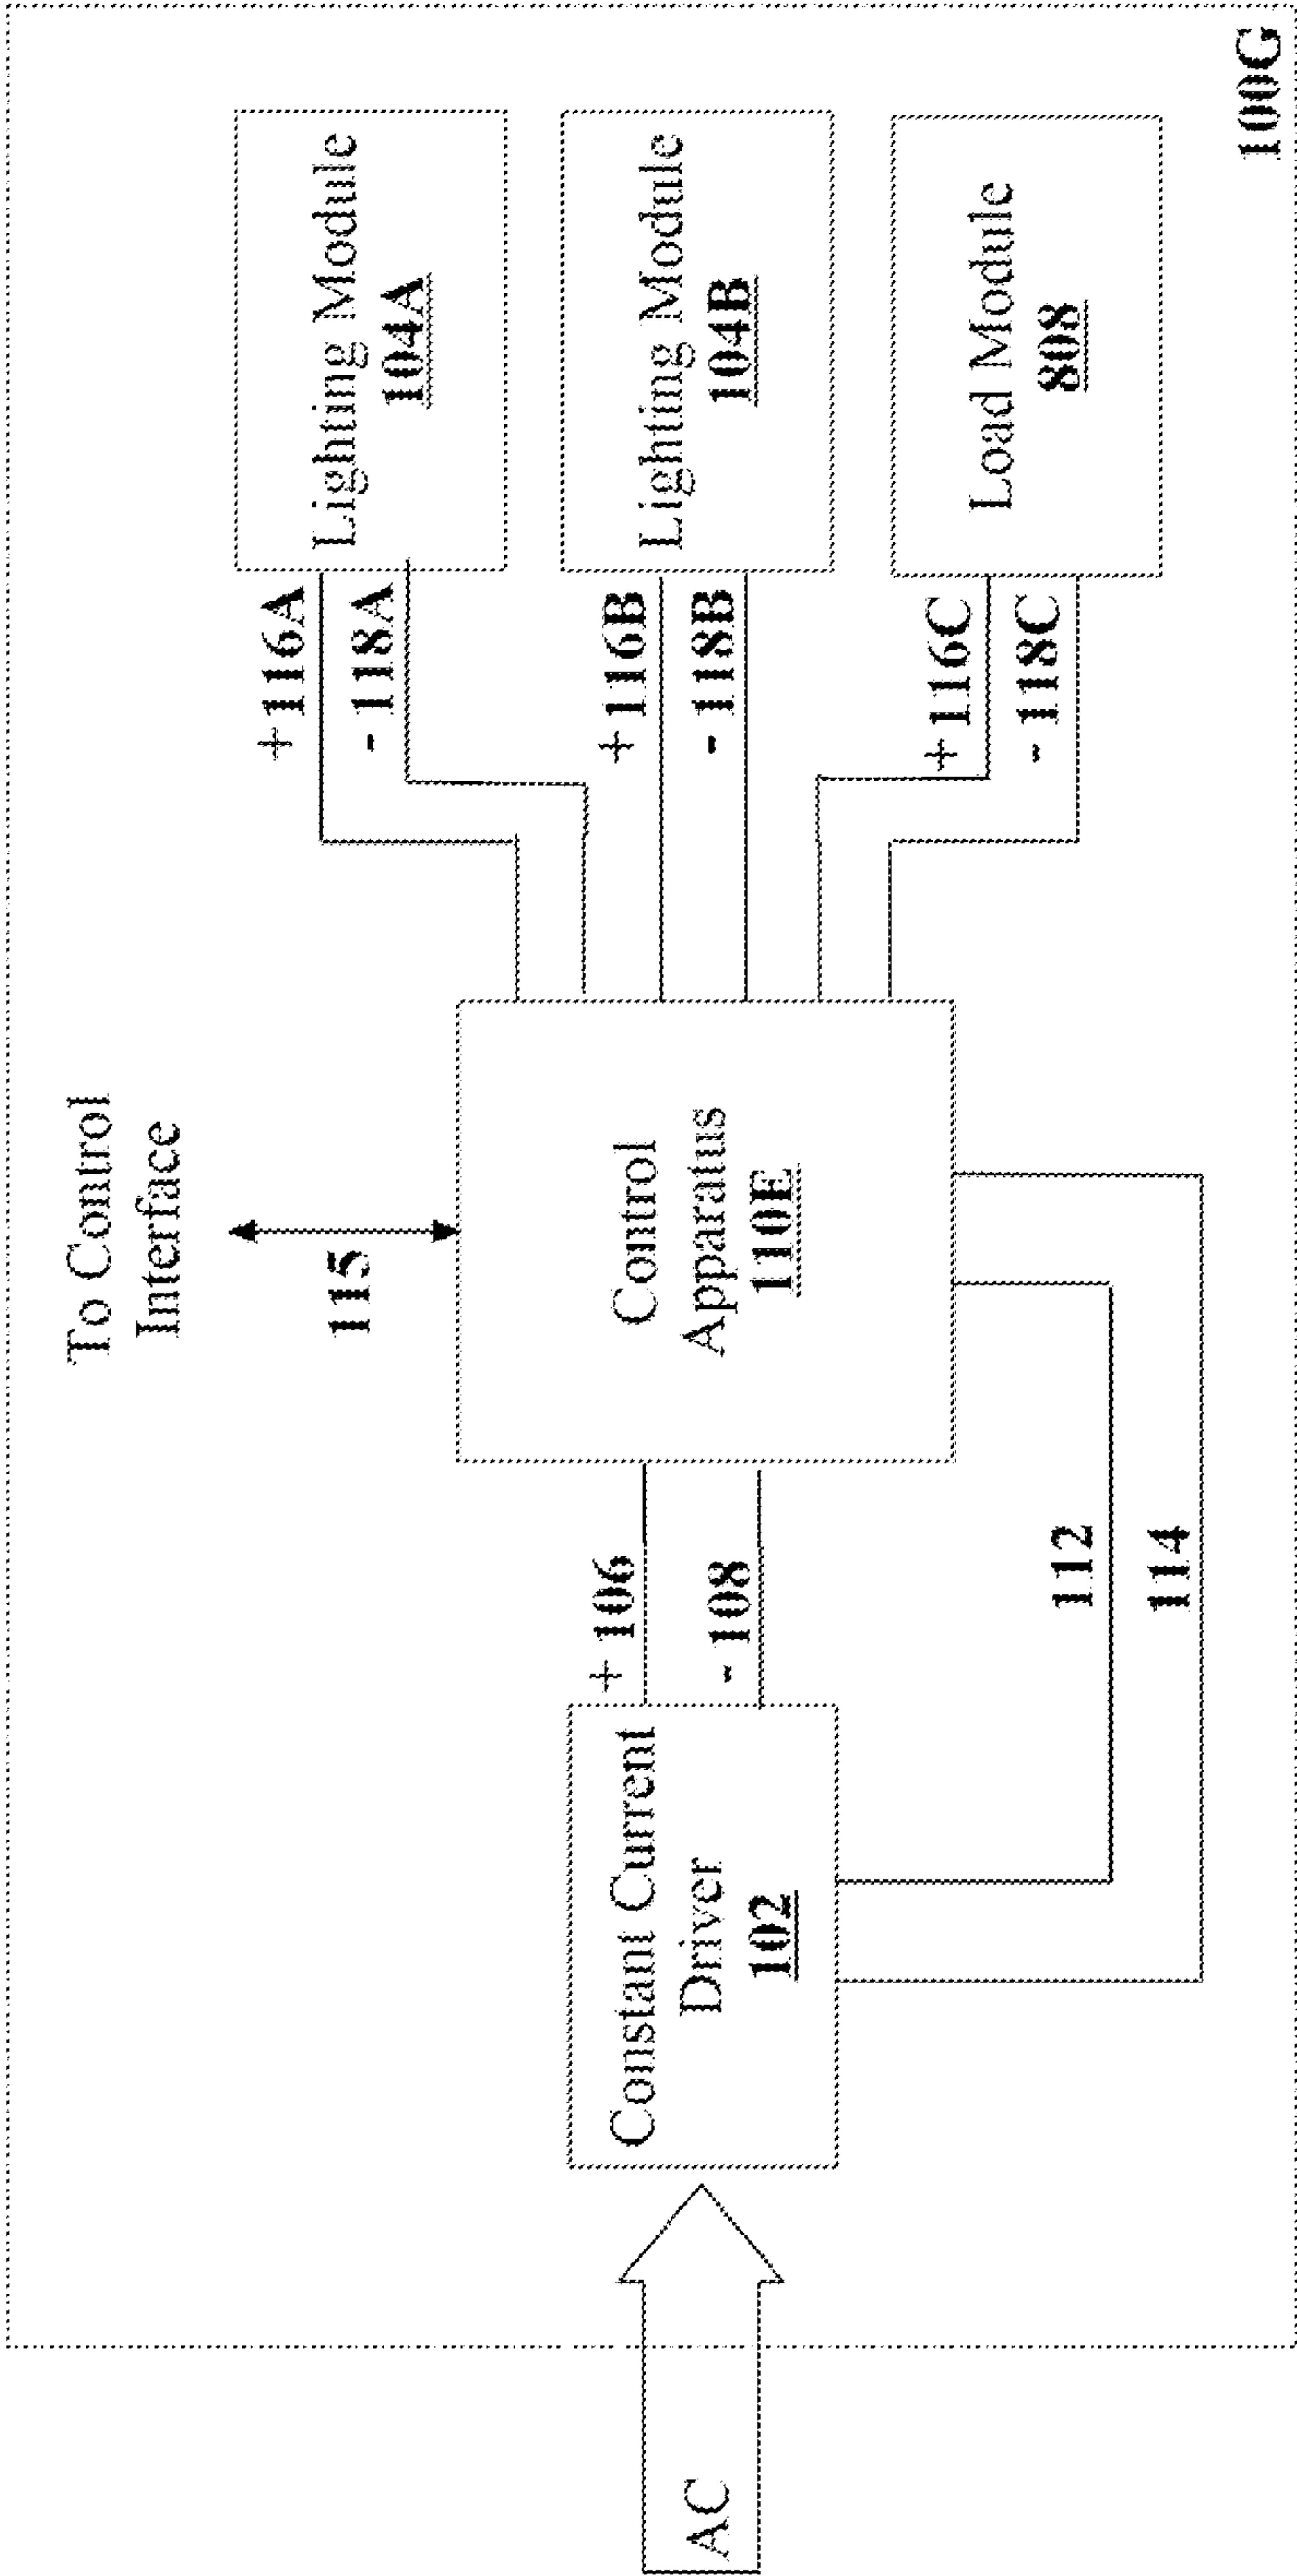 To Control
Interface
115
AC
Constant Current
Driver
102
+ 106
- 108
Control
Apparatus
110E
112
114
+ 116A
- 118A
Lighting Module
104A
+ 116B
- 118B
Lighting Module
104B
+ 116C
- 118C
Load Module
808
100G